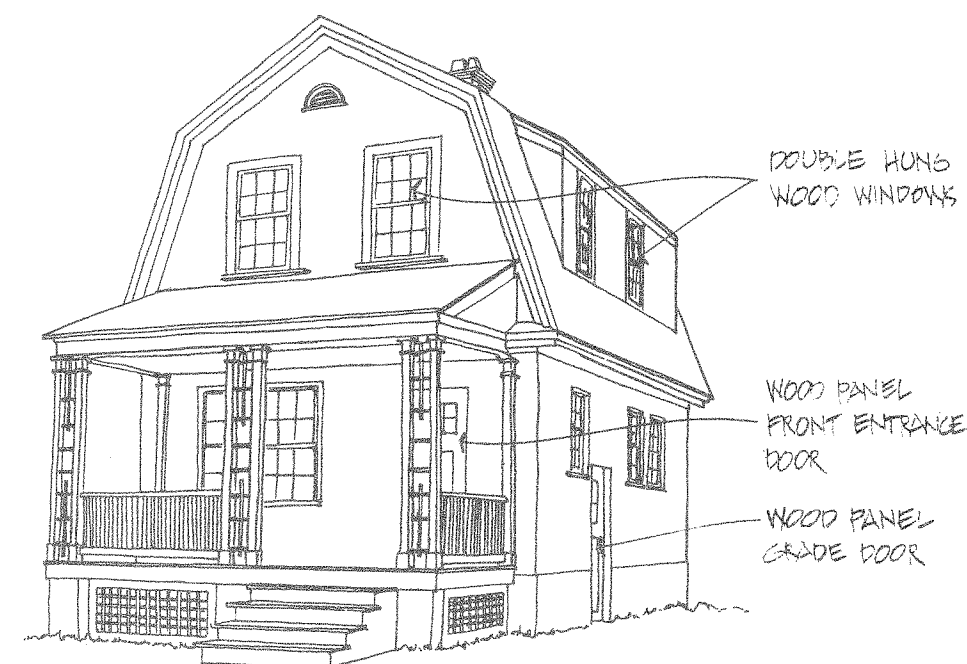 DOUBLE HUNG
WOOD WINDOWS
WOOD PANEL
FRONT ENTRANCE
DOOR
WOOD PANEL
GRADE DOOR